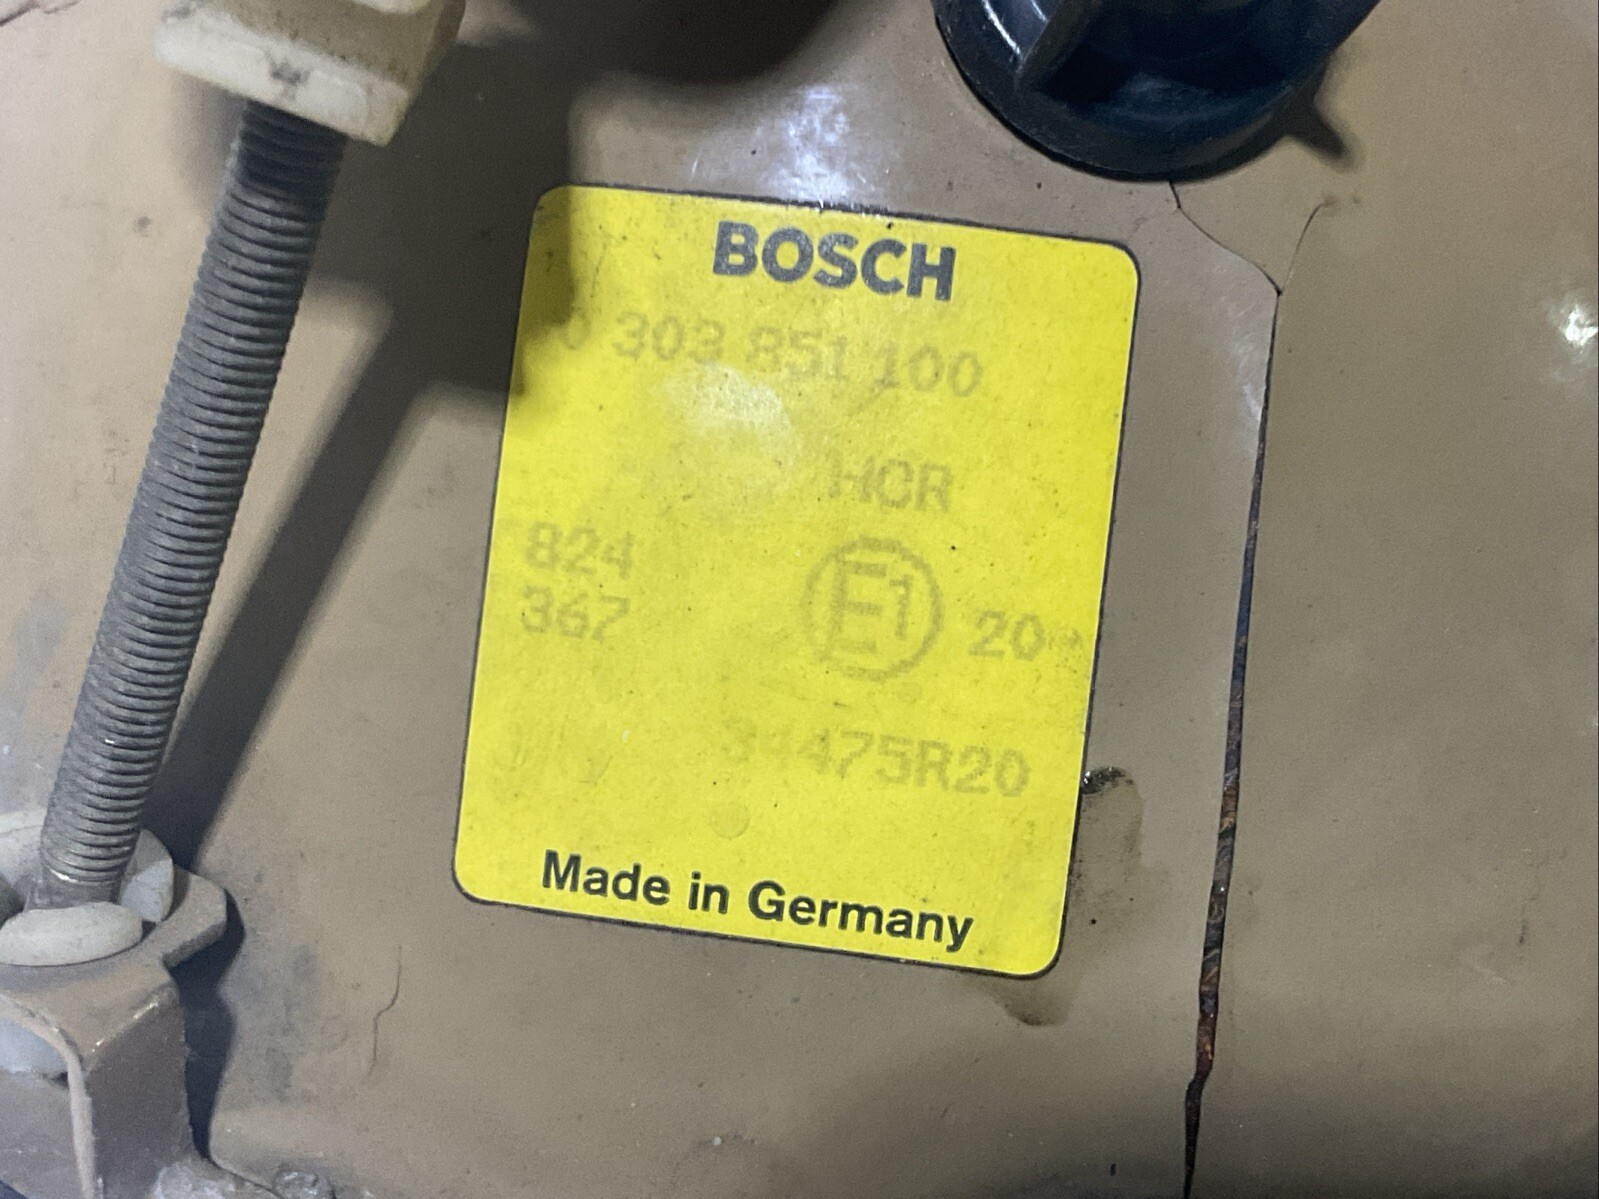 BOSCH
0 303 851 100
HCR
824
367
E1 20
34475R20
Made in Germany